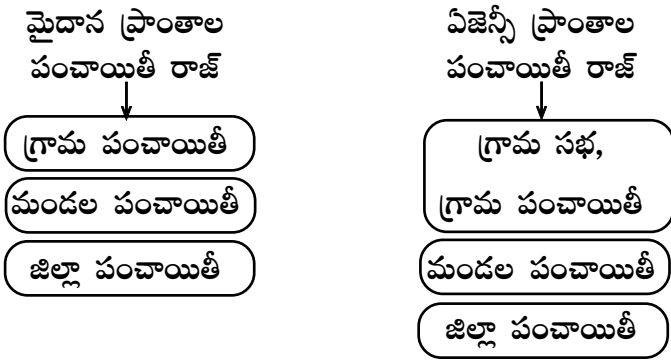 మైదాన ప్రాంతాల
పంచాయితీ రాజ్
గ్రామ పంచాయితీ
మండల పంచాయితీ
జిల్లా పంచాయితీ
ఏజెన్సీ ప్రాంతాల
పంచాయితీ రాజ్
గ్రామ సభ,
గ్రామ పంచాయితీ
మండల పంచాయితీ
జిల్లా పంచాయితీ